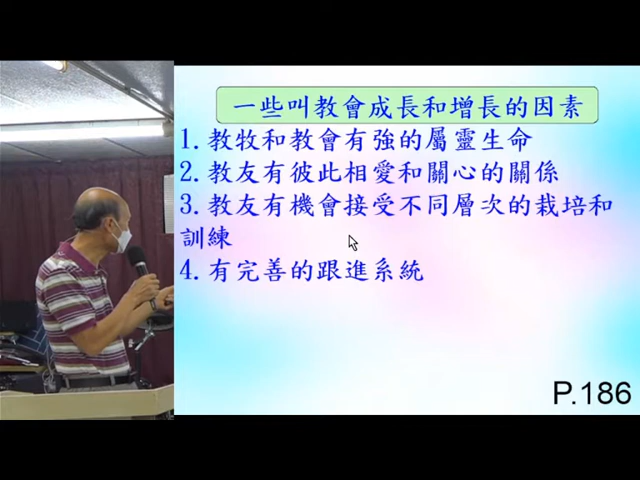 一些叫教會成長和增長的因素
1.教牧和教會有強的屬靈生命
2.教友有彼此相愛和關心的關係
3.教友有機會接受不同層次的栽培和
訓練
4.有完善的跟進系統
P.186